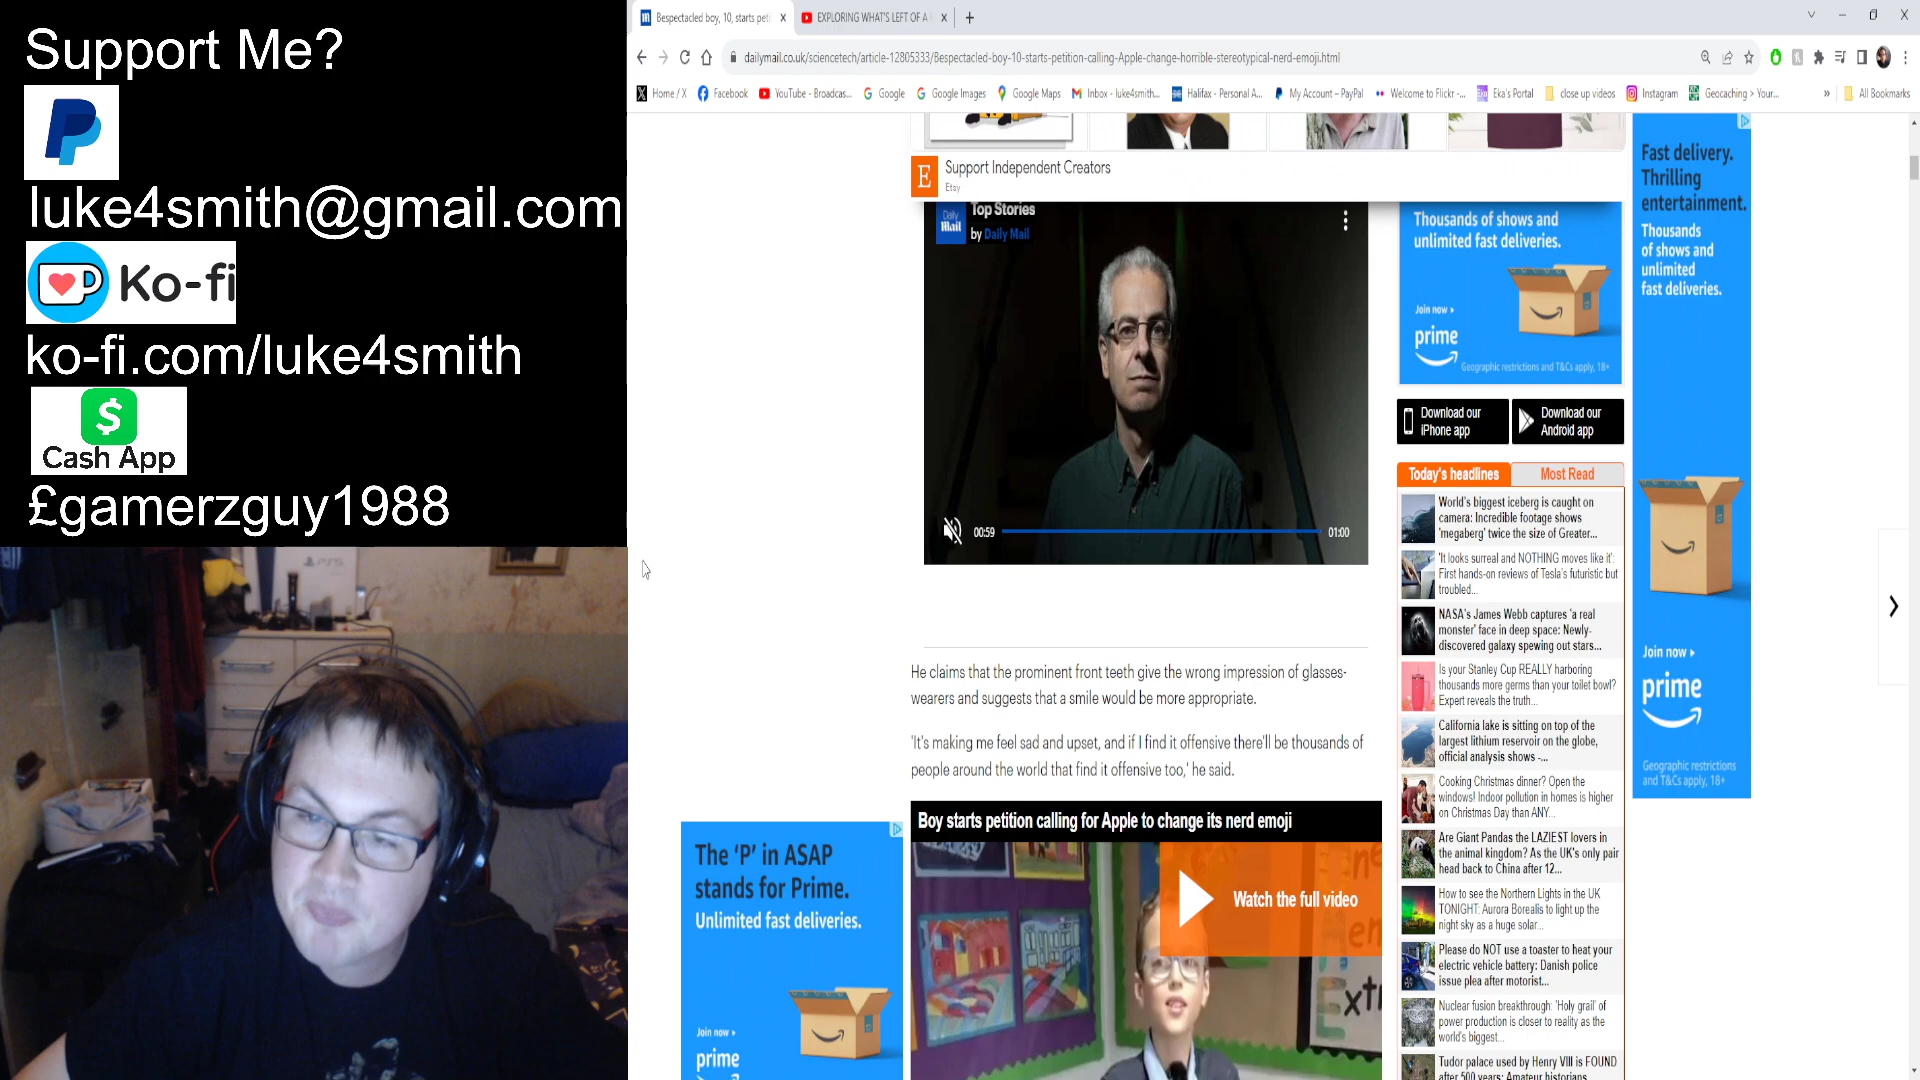 Support Me?
luke4smith@gmail.com
Ko-fi
ko-fi.com/luke4smith
Cash App
£gamerzguy1988
Bespectacled boy, 10, starts peti
EXPLORING WHAT'S LEFT OF A
dailymail.co.uk/sciencetech/article-12805333/Bespectacled-boy-10-starts-petition-calling-Apple-change-horrible-stereotypical-nerd-emoji.html
Home / X
Facebook
YouTube - Broadcas...
Google
Google Images
Google Maps
Inbox - luke4smith...
Halifax - Personal A...
My Account - PayPal
Welcome to Flickr -...
Eka's Portal
close up videos
Instagram
Geocaching > Your...
»
All Bookmarks
E
Support Independent Creators
Etsy
Daily Mail
Top Stories
by Daily Mail
00:59
01:00
He claims that the prominent front teeth give the wrong impression of glasses-
wearers and suggests that a smile would be more appropriate.
'It's making me feel sad and upset, and if I find it offensive there'll be thousands of
people around the world that find it offensive too,' he said.
Boy starts petition calling for Apple to change its nerd emoji
Watch the full video
The 'P' in ASAP
stands for Prime.
Unlimited fast deliveries.
Join now
prime
Thousands of shows and
unlimited fast deliveries.
Join now
prime
Geographic restrictions and T&Cs apply, 18+
Download our
iPhone app
Download our
Android app
Today's headlines
Most Read
World's biggest iceberg is caught on
camera: Incredible footage shows
'megaberg' twice the size of Greater...
'It looks surreal and NOTHING moves like it':
First hands-on reviews of Tesla's futuristic but
troubled...
NASA's James Webb captures 'a real
monster' face in deep space: Newly-
discovered galaxy spewing out stars...
Is your Stanley Cup REALLY harboring
thousands more germs than your toilet bowl?
Expert reveals the truth...
California lake is sitting on top of the
largest lithium reservoir on the globe,
official analysis shows -...
Cooking Christmas dinner? Open the
windows! Indoor pollution in homes is higher
on Christmas Day than ANY...
Are Giant Pandas the LAZIEST lovers in
the animal kingdom? As the UK's only pair
head back to China after 12...
How to see the Northern Lights in the UK
TONIGHT: Aurora Borealis to light up the
night sky as a huge solar...
Please do NOT use a toaster to heat your
electric vehicle battery: Danish police
issue plea after motorist...
Nuclear fusion breakthrough: 'Holy grail' of
power production is closer to reality as the
world's biggest...
Tudor palace used by Henry VIII is FOUND
after 500 years: Amateur historians
Fast delivery.
Thrilling
entertainment.
Thousands
of shows and
unlimited
fast deliveries.
Join now
prime
Geographic restrictions
and T&Cs apply, 18+